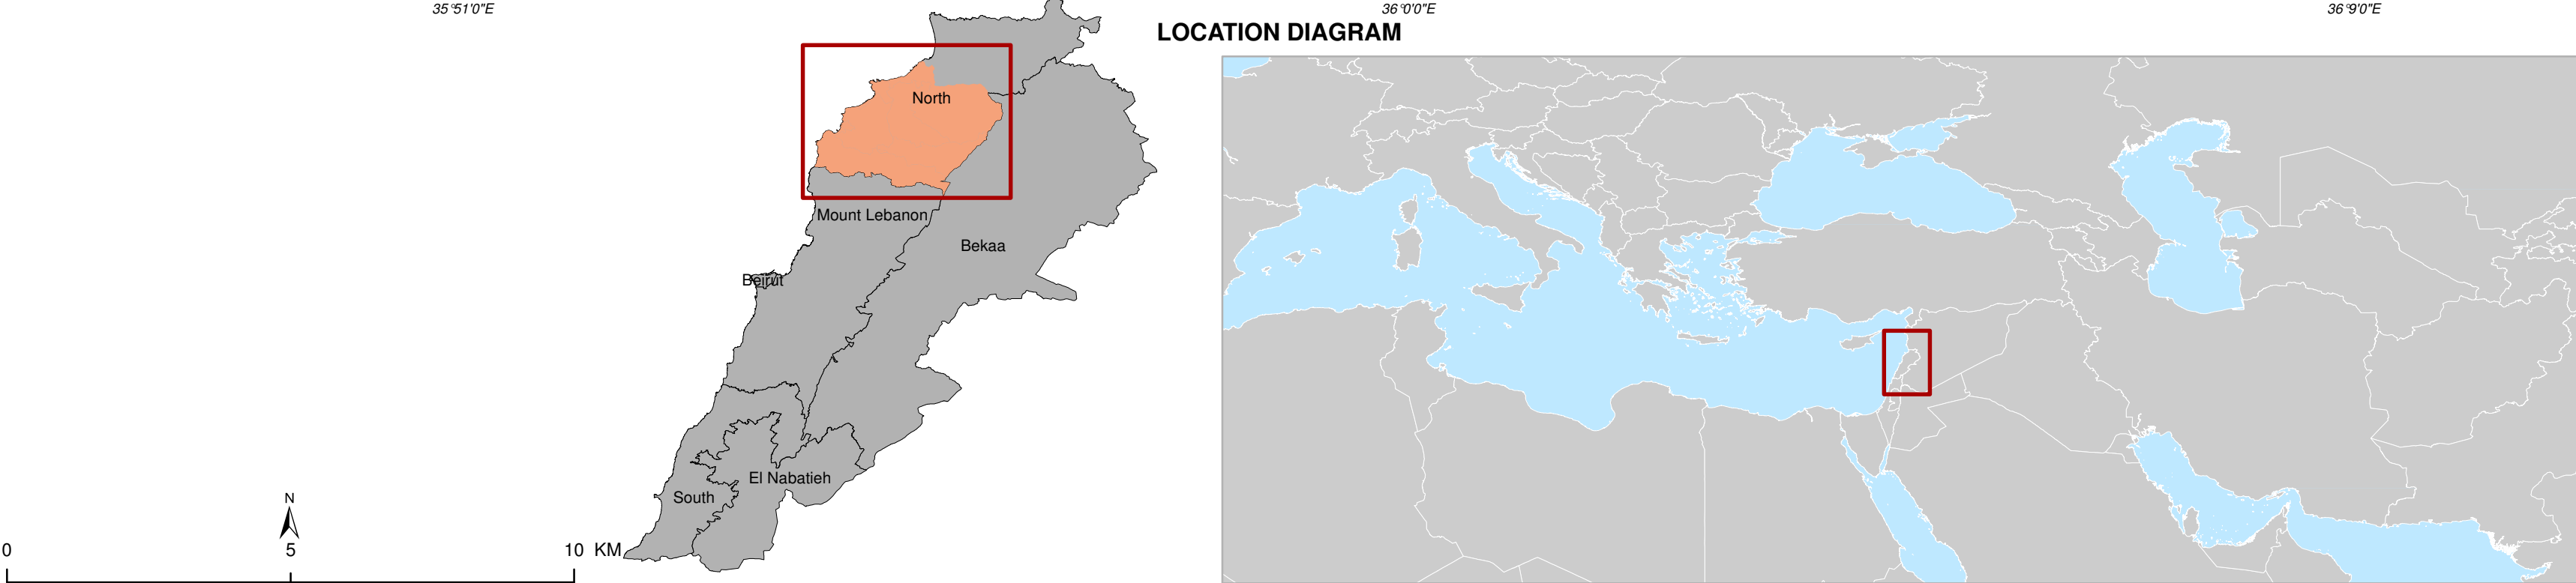 35°51'0"E
36°0'0"E
36°9'0"E
LOCATION DIAGRAM
North
Mount Lebanon
Bekaa
Beirut
El Nabatieh
South
N
0 5 10 KM